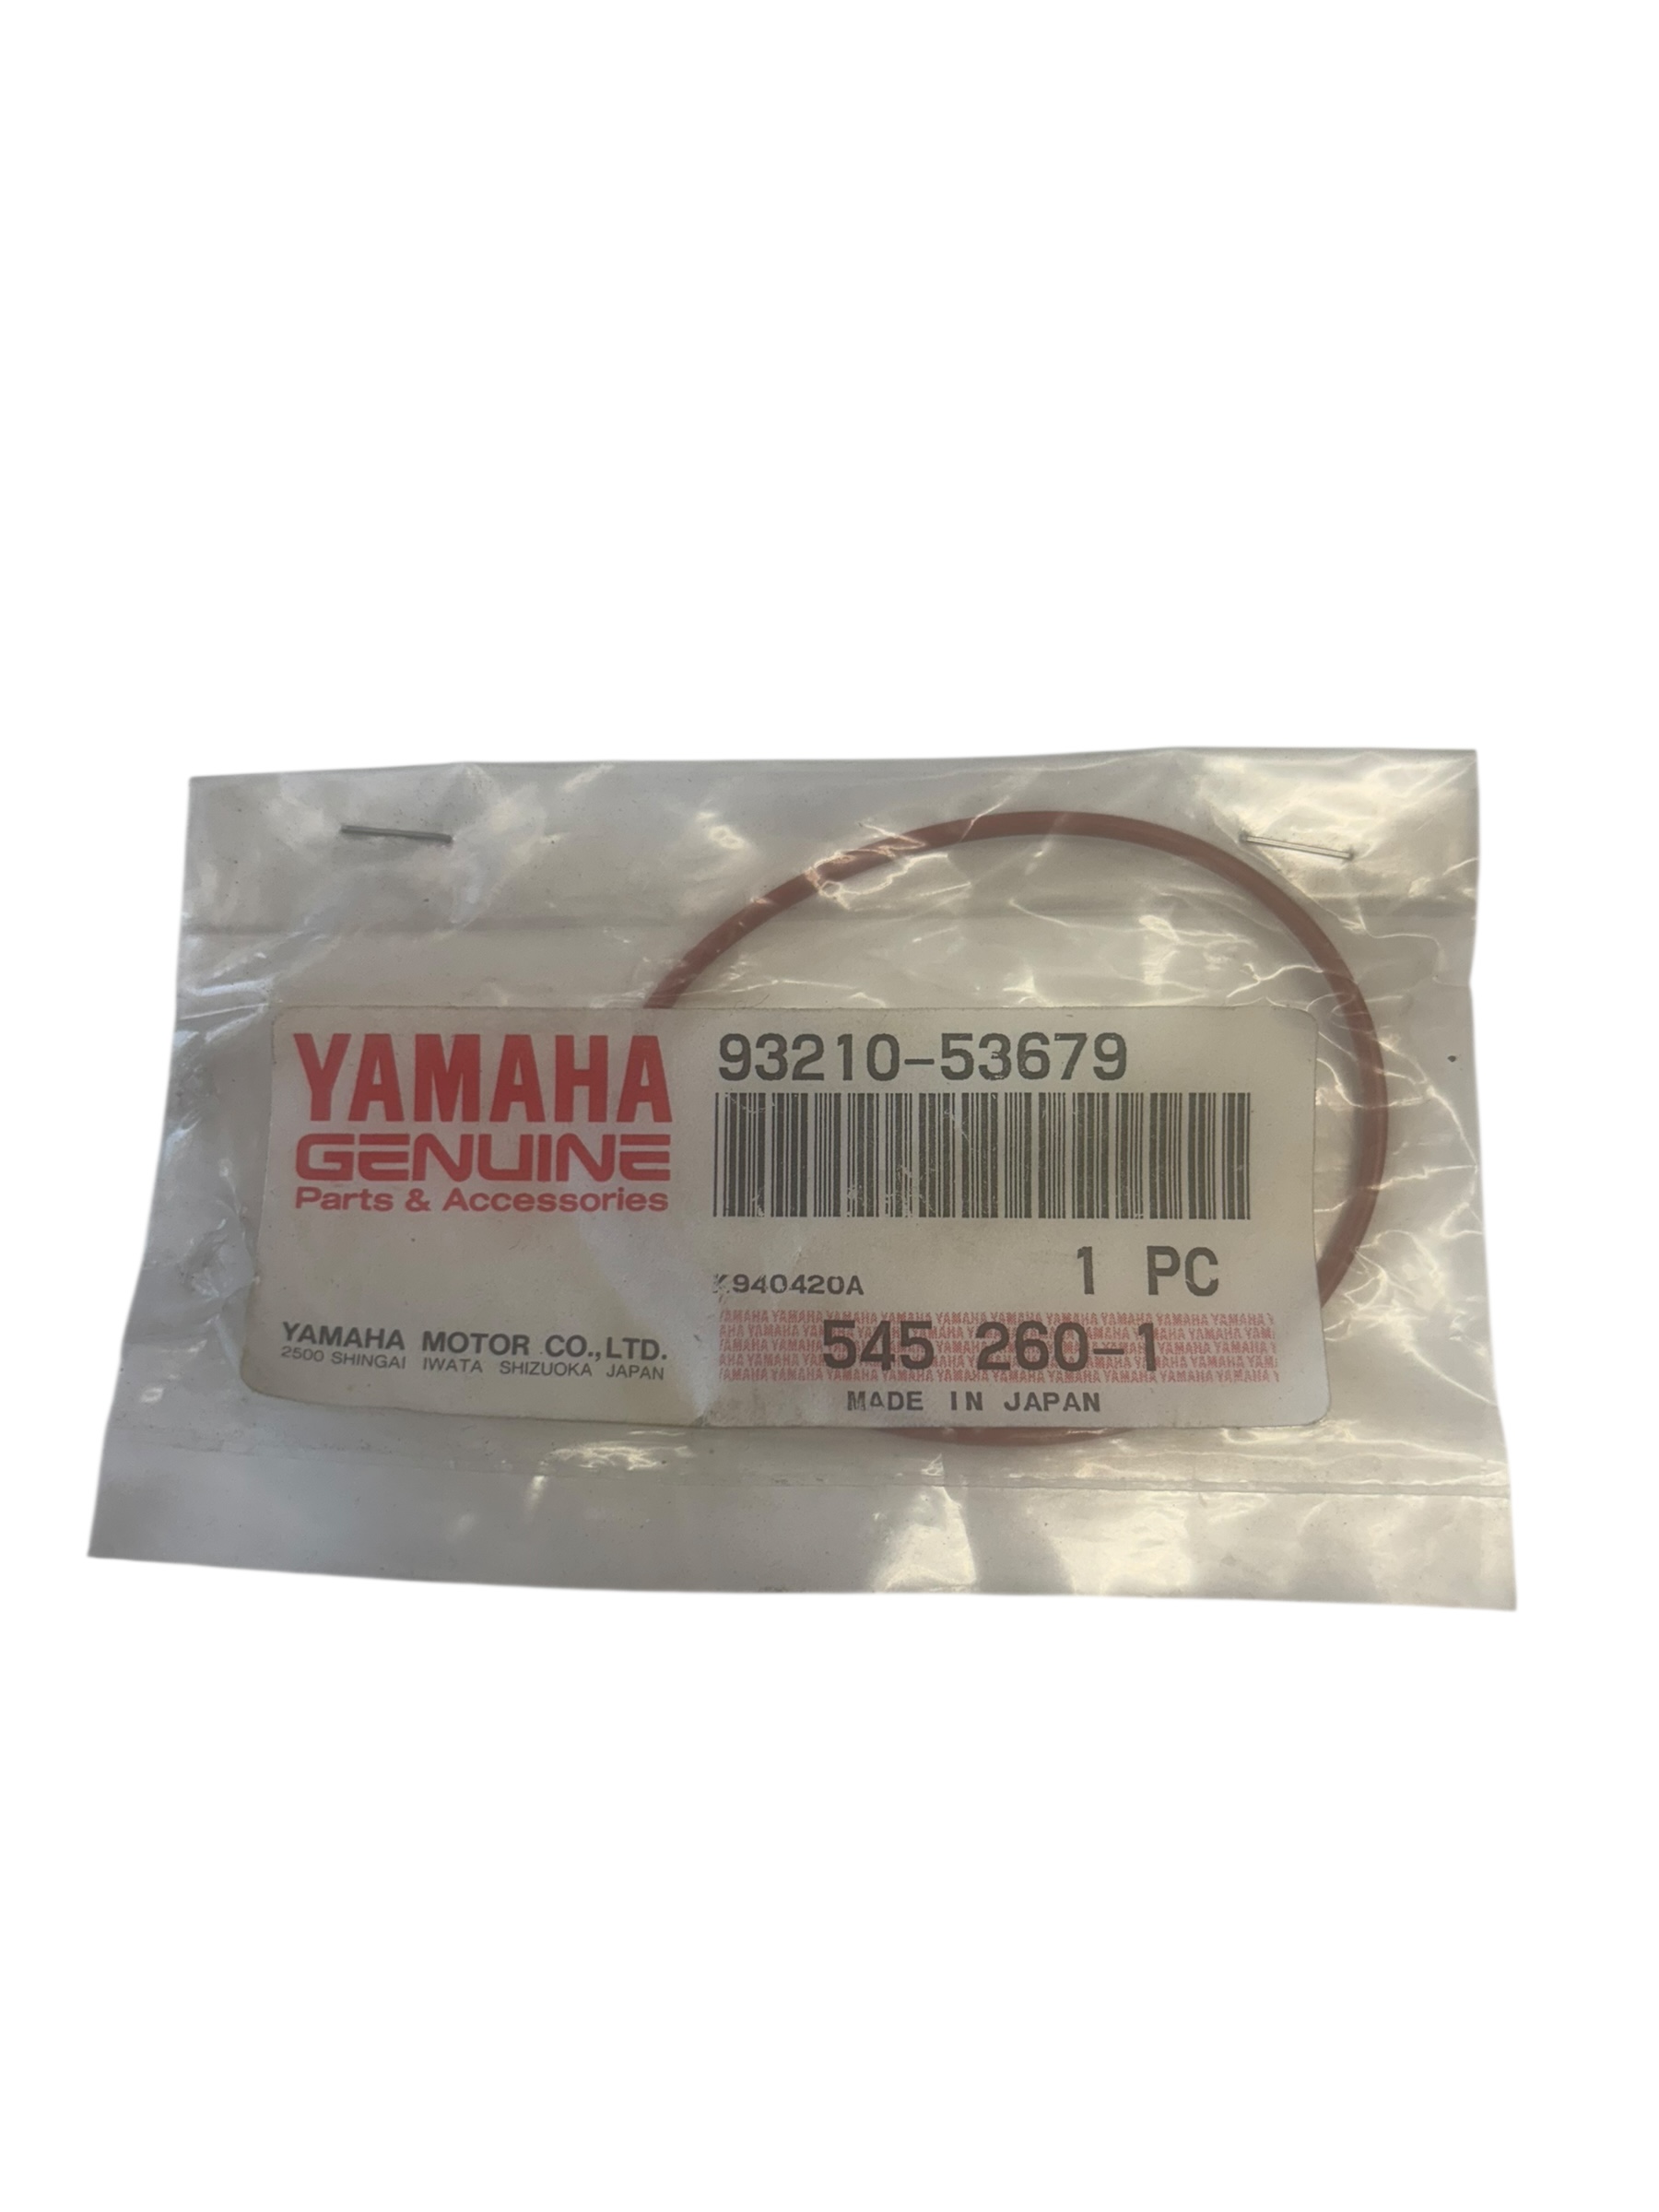 YAMAHA
GENUINE
Parts & Accessories
YAMAHA MOTOR CO.,LTD.
2500 SHINGAI IWATA SHIZUOKA JAPAN
93210-53679
K940420A
1 PC
545 260-1
MADE IN JAPAN